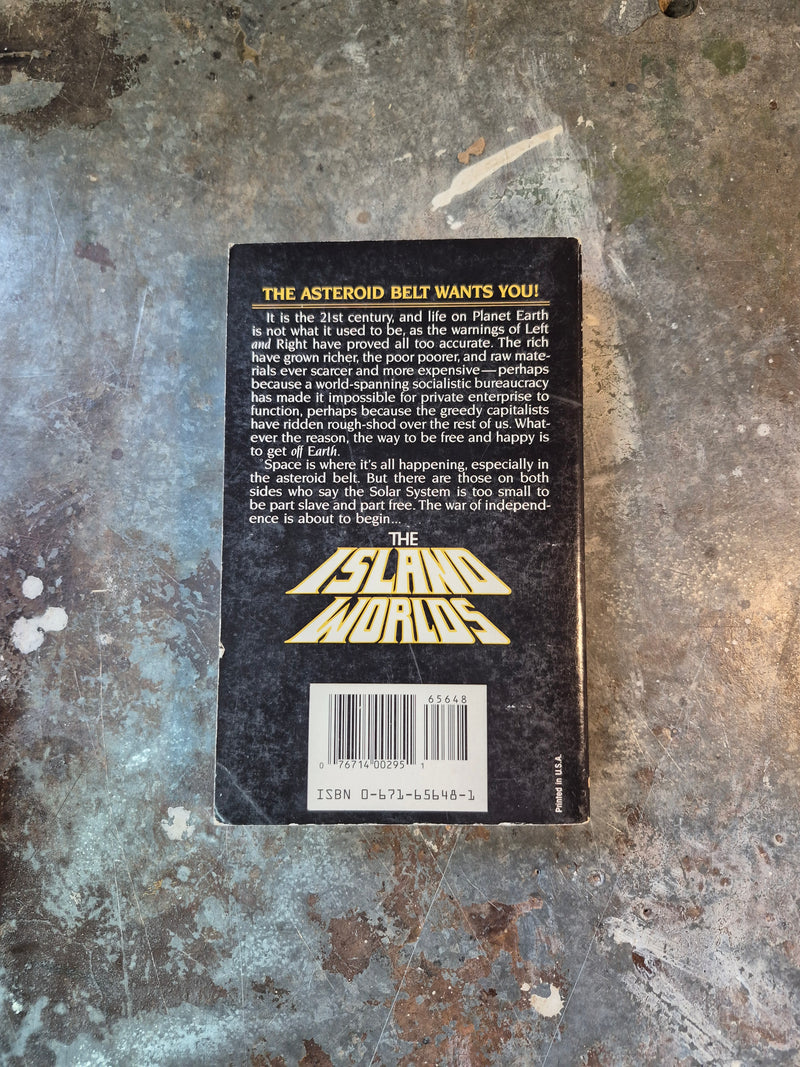 THE ASTEROID BELT WANTS YOU!
It is the 21st century, and life on Planet Earth
is not what it used to be, as the warnings of Left
and Right have proved all too accurate. The rich
have grown richer, the poor poorer, and raw mate-
rials ever scarcer and more expensive—perhaps
because a world-spanning socialistic bureaucracy
has made it impossible for private enterprise to
function, perhaps because the greedy capitalists
have ridden rough-shod over the rest of us. What-
ever the reason, the way to be free and happy is
to get off Earth.
Space is where it's all happening, especially in
the asteroid belt. But there are those on both
sides who say the Solar System is too small to
be part slave and part free. The war of independ-
ence is about to begin...
THE
ISLAND
WORLDS
65648
0 76714 00295 1
ISBN 0-671-65648-1
Printed in U.S.A.